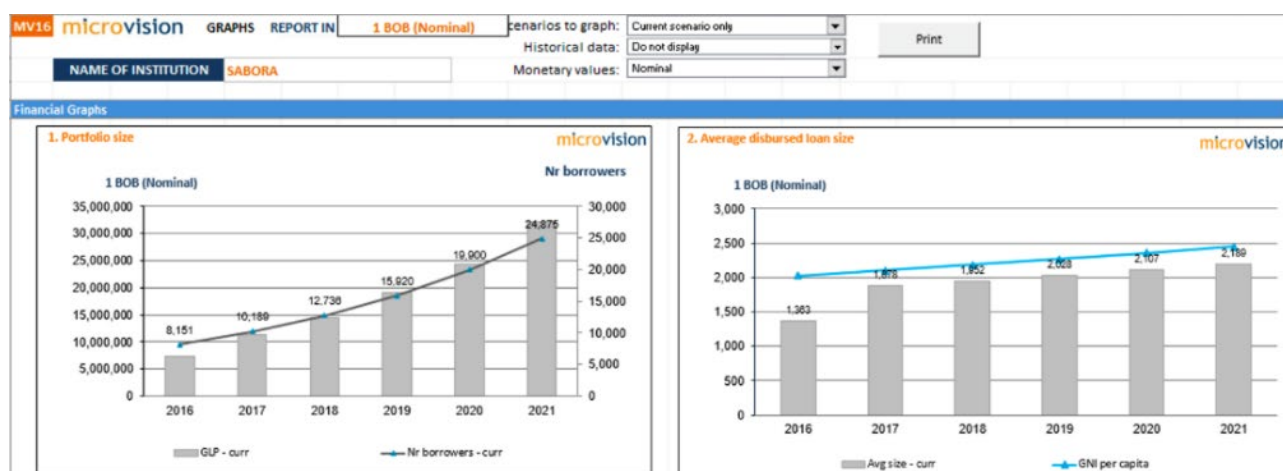 MV16 microvision GRAPHS REPORT IN 1 BOB (Nominal) cenarios to graph: Current scenario only
Print
Historical data: Do not display
NAME OF INSTITUTION SABORA Monetary values: Nominal
Financial Graphs
1. Portfolio size
microvision
Nr borrowers
1 BOB (Nominal)
35,000,000
30,000,000
25,000,000
20,000,000
15,000,000
10,000,000
5,000,000
0
30,000
25,000
20,000
15,000
10,000
5,000
0
8,151
10,189
12,736
15,920
19,900
24,875
2016 2017 2018 2019 2020 2021
GLP - curr Nr borrowers - curr
2. Average disbursed loan size
microvision
1 BOB (Nominal)
3,000
2,500
2,000
1,500
1,000
500
0
1,363
1,878
1,952
2,028
2,107
2,189
2016 2017 2018 2019 2020 2021
Avg size - curr GNI per capita